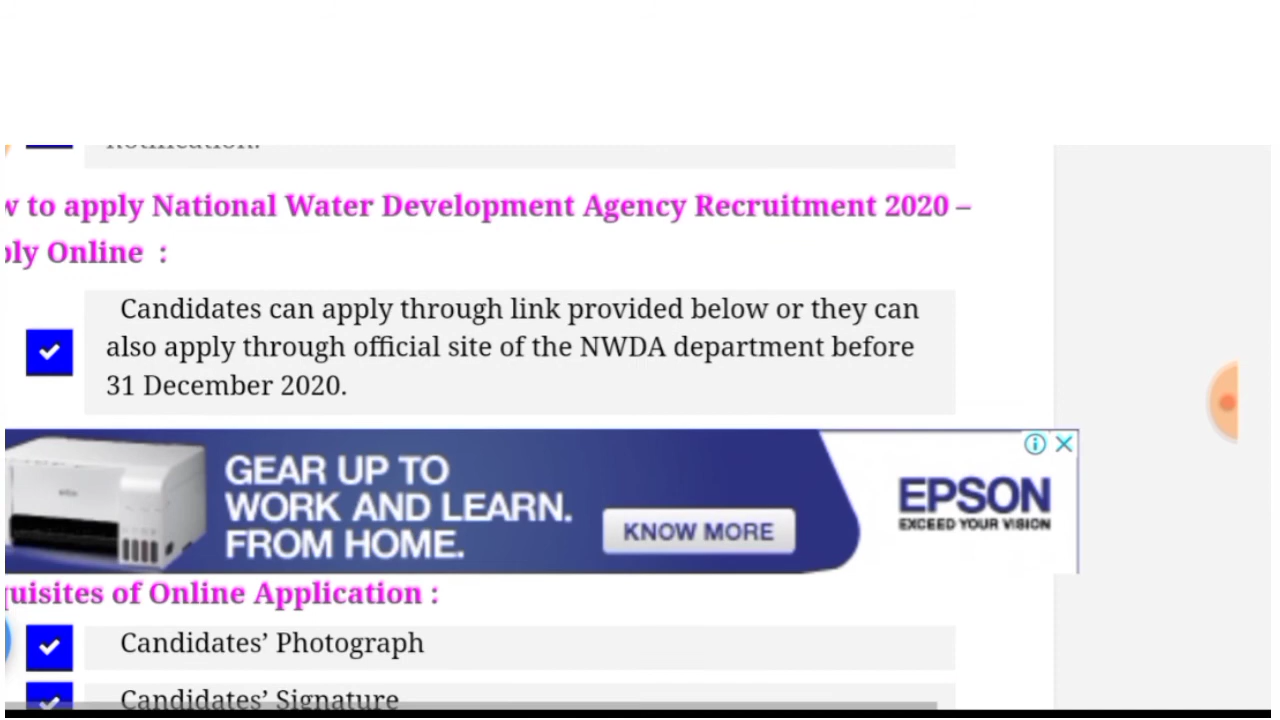 notification.
to apply National Water Development Agency Recruitment 2020 –
Online :
Candidates can apply through link provided below or they can
also apply through official site of the NWDA department before
31 December 2020.
GEAR UP TO
WORK AND LEARN.
FROM HOME.
KNOW MORE
EPSON
EXCEED YOUR VISION
quisites of Online Application :
Candidates’ Photograph
Candidates’ Signature